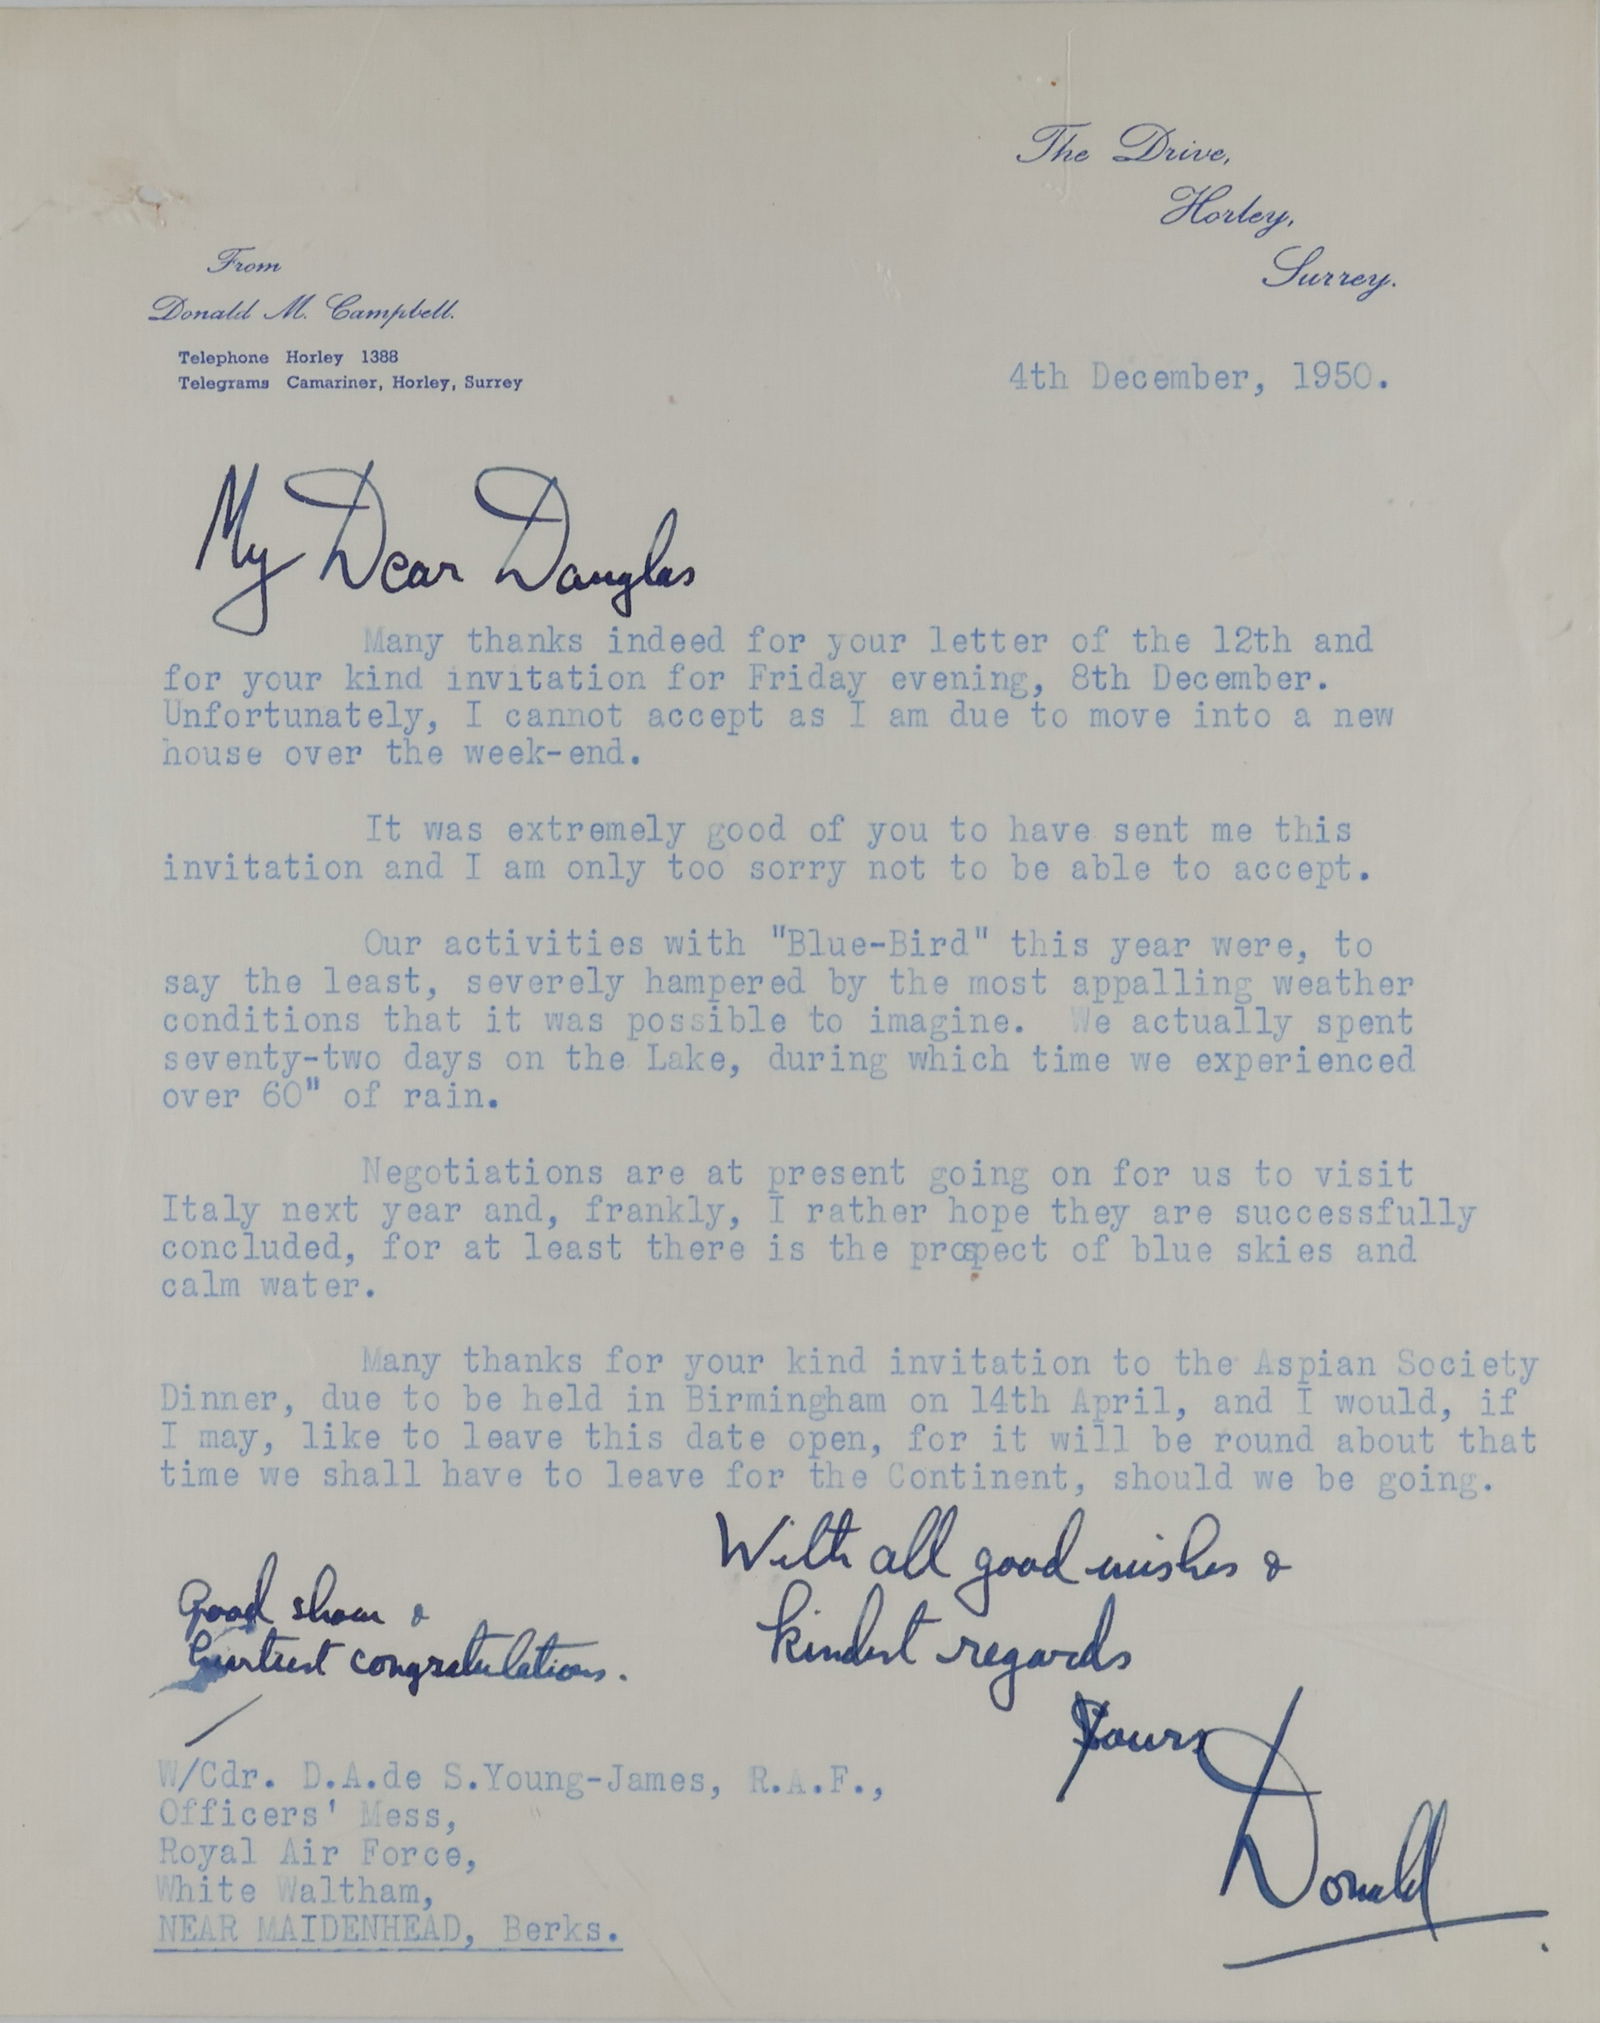 The Drive,
Horley,
Surrey.
From
Donald M. Campbell.
Telephone Horley 1388
Telegrams Camariner, Horley, Surrey
4th December, 1950.
My Dear Douglas
Many thanks indeed for your letter of the 12th and
for your kind invitation for Friday evening, 8th December.
Unfortunately, I cannot accept as I am due to move into a new
house over the week-end.
It was extremely good of you to have sent me this
invitation and I am only too sorry not to be able to accept.
Our activities with "Blue-Bird" this year were, to
say the least, severely hampered by the most appalling weather
conditions that it was possible to imagine. We actually spent
seventy-two days on the Lake, during which time we experienced
over 60" of rain.
Negotiations are at present going on for us to visit
Italy next year and, frankly, I rather hope they are successfully
concluded, for at least there is the prospect of blue skies and
calm water.
Many thanks for your kind invitation to the Aspian Society
Dinner, due to be held in Birmingham on 14th April, and I would, if
I may, like to leave this date open, for it will be round about that
time we shall have to leave for the Continent, should we be going.
With all good wishes &
kindest regards
Yours
Donald
Good show &
heartiest congratulations.
W/Cdr. D.A.de S.Young-James, R.A.F.,
Officers' Mess,
Royal Air Force,
White Waltham,
NEAR MAIDENHEAD, Berks.